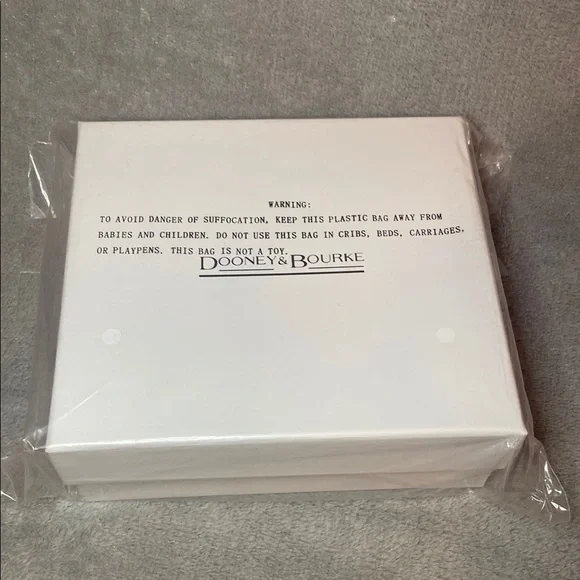 WARNING:
TO AVOID DANGER OF SUFFOCATION, KEEP THIS PLASTIC BAG AWAY FROM
BABIES AND CHILDREN. DO NOT USE THIS BAG IN CRIBS, BEDS, CARRIAGES,
OR PLAYPENS. THIS BAG IS NOT A TOY.
DOONEY & BOURKE